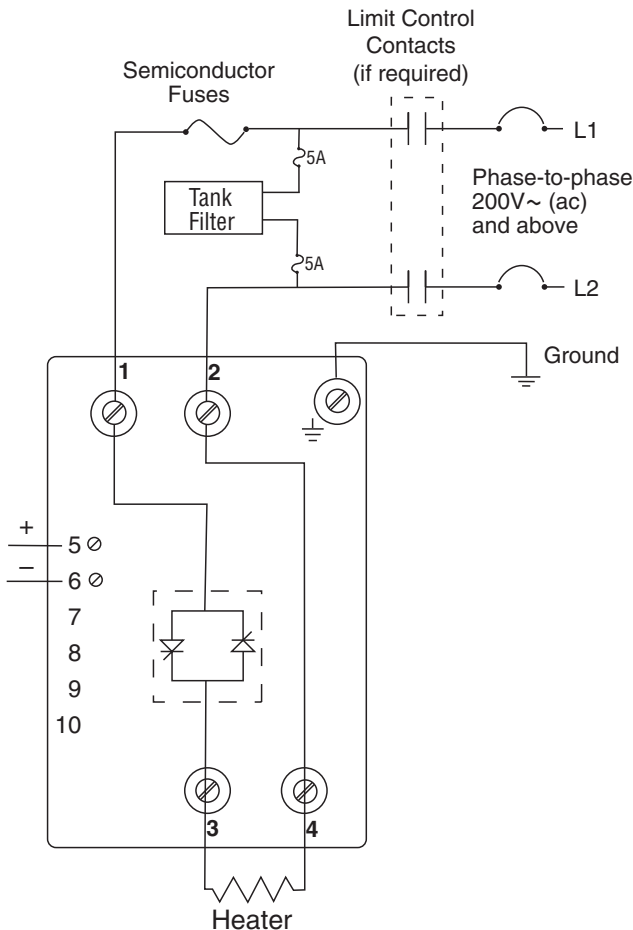 Limit Control
Contacts
(if required)
Semiconductor
Fuses
L1
5A
Phase-to-phase
200V~ (ac)
and above
Tank
Filter
5A
L2
Ground
1
2
+
5
–
6
7
8
9
10
3
4
Heater